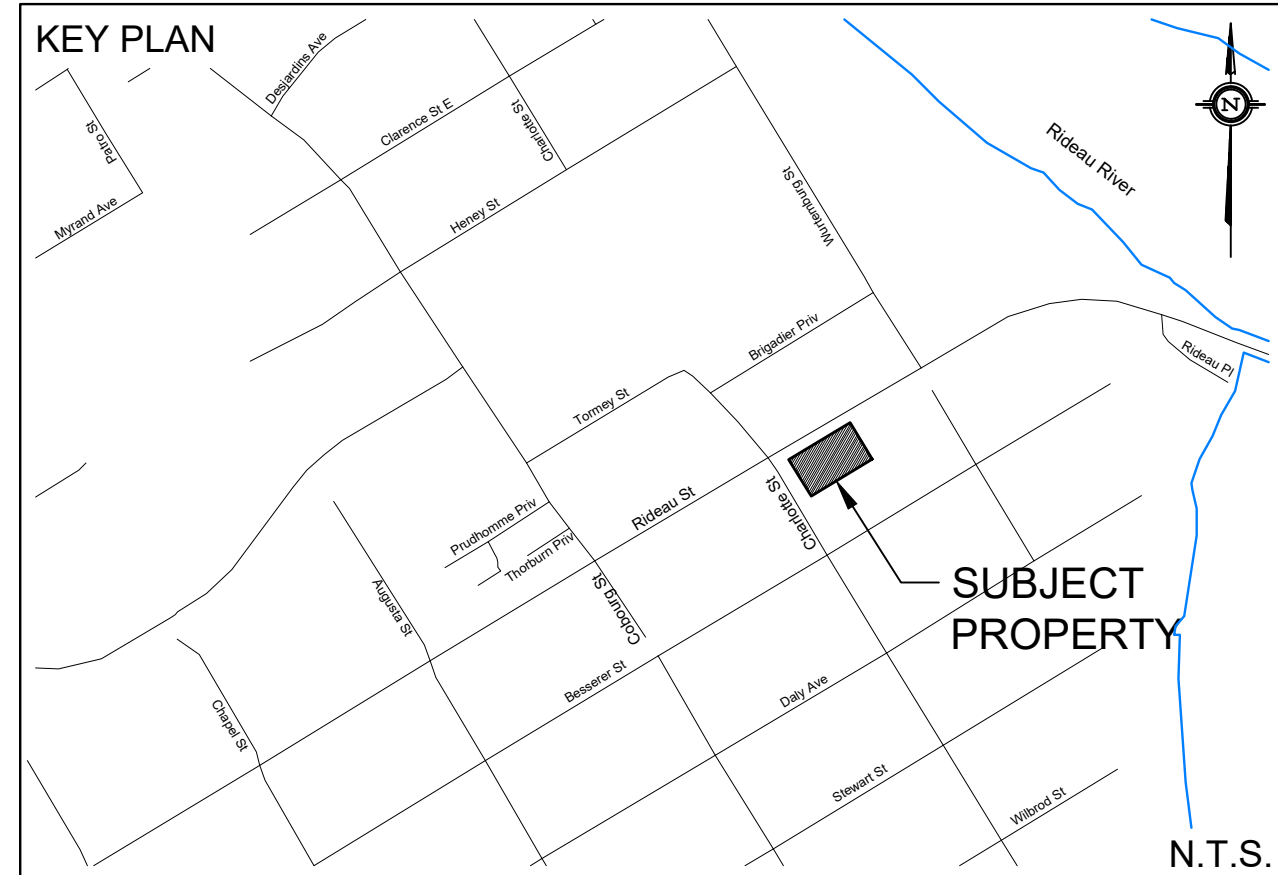 KEY PLAN
Desjardins Ave
Clarence St E
Charlotte St
Patro St
Myrand Ave
Heney St
Wurtemburg St
Rideau River
N
Brigadier Priv
Rideau Pl
Tormey St
Rideau St
Charlotte St
Prudhomme Priv
Thorburn Priv
Cobourg St
Augusta St
SUBJECT
PROPERTY
Besserer St
Daly Ave
Chapel St
Stewart St
Wilbrod St
N.T.S.